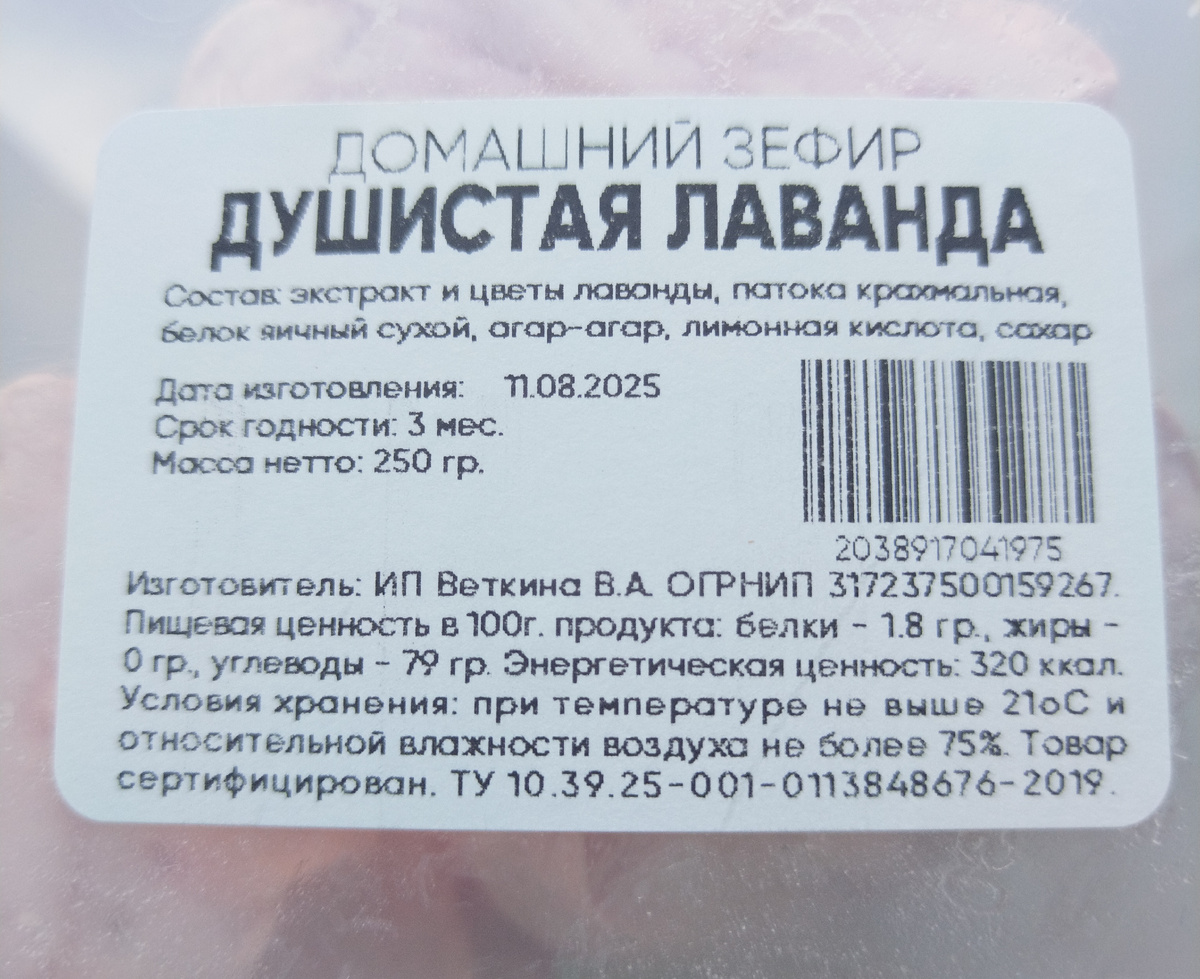 ДОМАШНИЙ ЗЕФИР
ДУШИСТАЯ ЛАВАНДА
Состав: экстракт и цветы лаванды, патока крахмальная,
белок яичный сухой, агар-агар, лимонная кислота, сахар
Дата изготовления: 11.08.2025
Срок годности: 3 мес.
Масса нетто: 250 гр.
2038917041975
Изготовитель: ИП Веткина В.А. ОГРНИП 317237500159267.
Пищевая ценность в 100г. продукта: белки - 1.8 гр., жиры -
0 гр., углеводы - 79 гр. Энергетическая ценность: 320 ккал.
Условия хранения: при температуре не выше 21оС и
относительной влажности воздуха не более 75%. Товар
сертифицирован. ТУ 10.39.25-001-0113848676-2019.